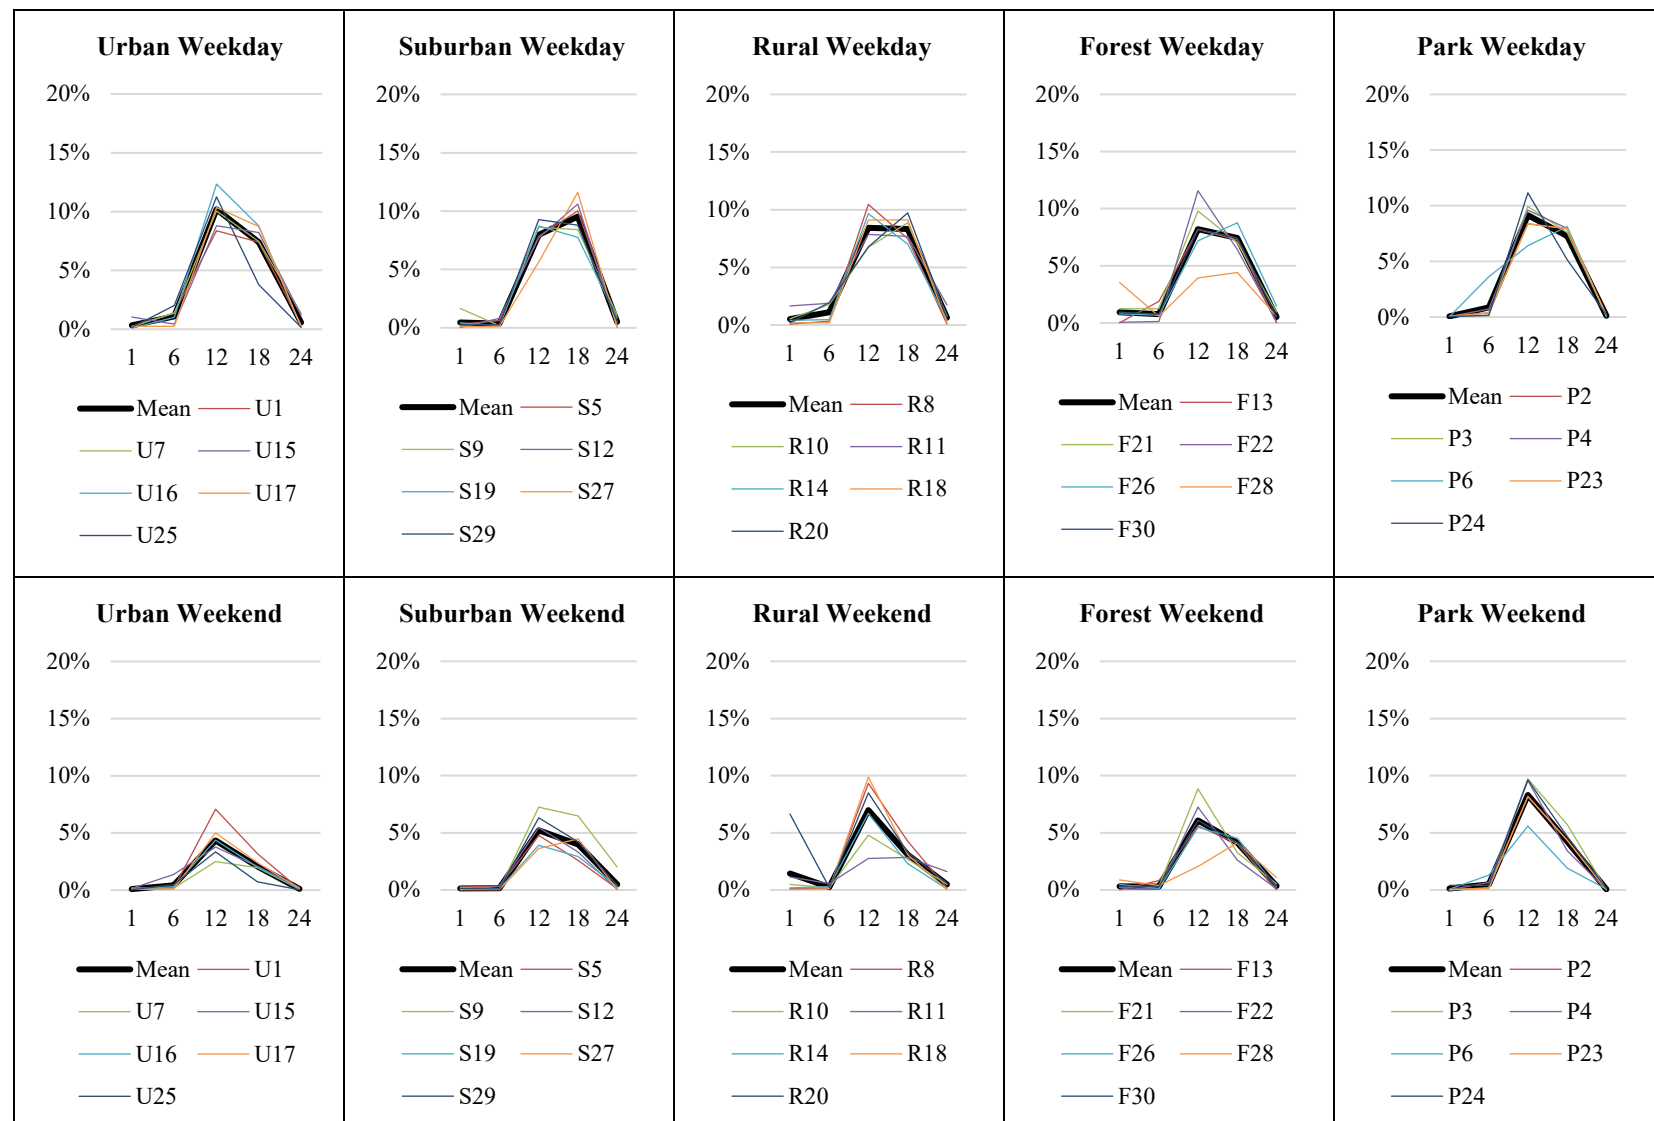 Urban Weekday
20%
15%
10%
5%
0%
1 6 12 18 24
Mean U1
U7 U15
U16 U17
U25
Suburban Weekday
20%
15%
10%
5%
0%
1 6 12 18 24
Mean S5
S9 S12
S19 S27
S29
Rural Weekday
20%
15%
10%
5%
0%
1 6 12 18 24
Mean R8
R10 R11
R14 R18
R20
Forest Weekday
20%
15%
10%
5%
0%
1 6 12 18 24
Mean F13
F21 F22
F26 F28
F30
Park Weekday
20%
15%
10%
5%
0%
1 6 12 18 24
Mean P2
P3 P4
P6 P23
P24
Urban Weekend
20%
15%
10%
5%
0%
1 6 12 18 24
Mean U1
U7 U15
U16 U17
U25
Suburban Weekend
20%
15%
10%
5%
0%
1 6 12 18 24
Mean S5
S9 S12
S19 S27
S29
Rural Weekend
20%
15%
10%
5%
0%
1 6 12 18 24
Mean R8
R10 R11
R14 R18
R20
Forest Weekend
20%
15%
10%
5%
0%
1 6 12 18 24
Mean F13
F21 F22
F26 F28
F30
Park Weekend
20%
15%
10%
5%
0%
1 6 12 18 24
Mean P2
P3 P4
P6 P23
P24